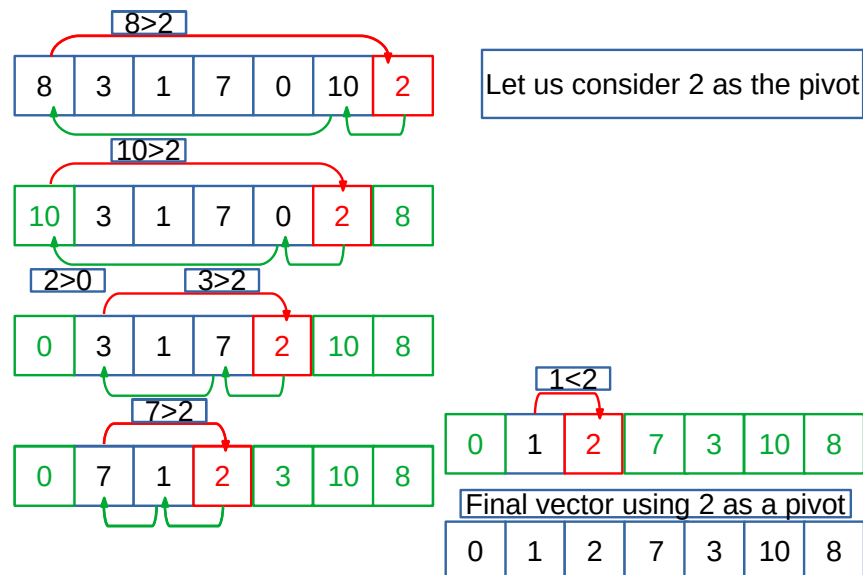 8>2
8 3 1 7 0 10 2
Let us consider 2 as the pivot
10>2
10 3 1 7 0 2 8
2>0 3>2
0 3 1 7 2 10 8
7>2
0 7 1 2 3 10 8
1<2
0 1 2 7 3 10 8
Final vector using 2 as a pivot
0 1 2 7 3 10 8